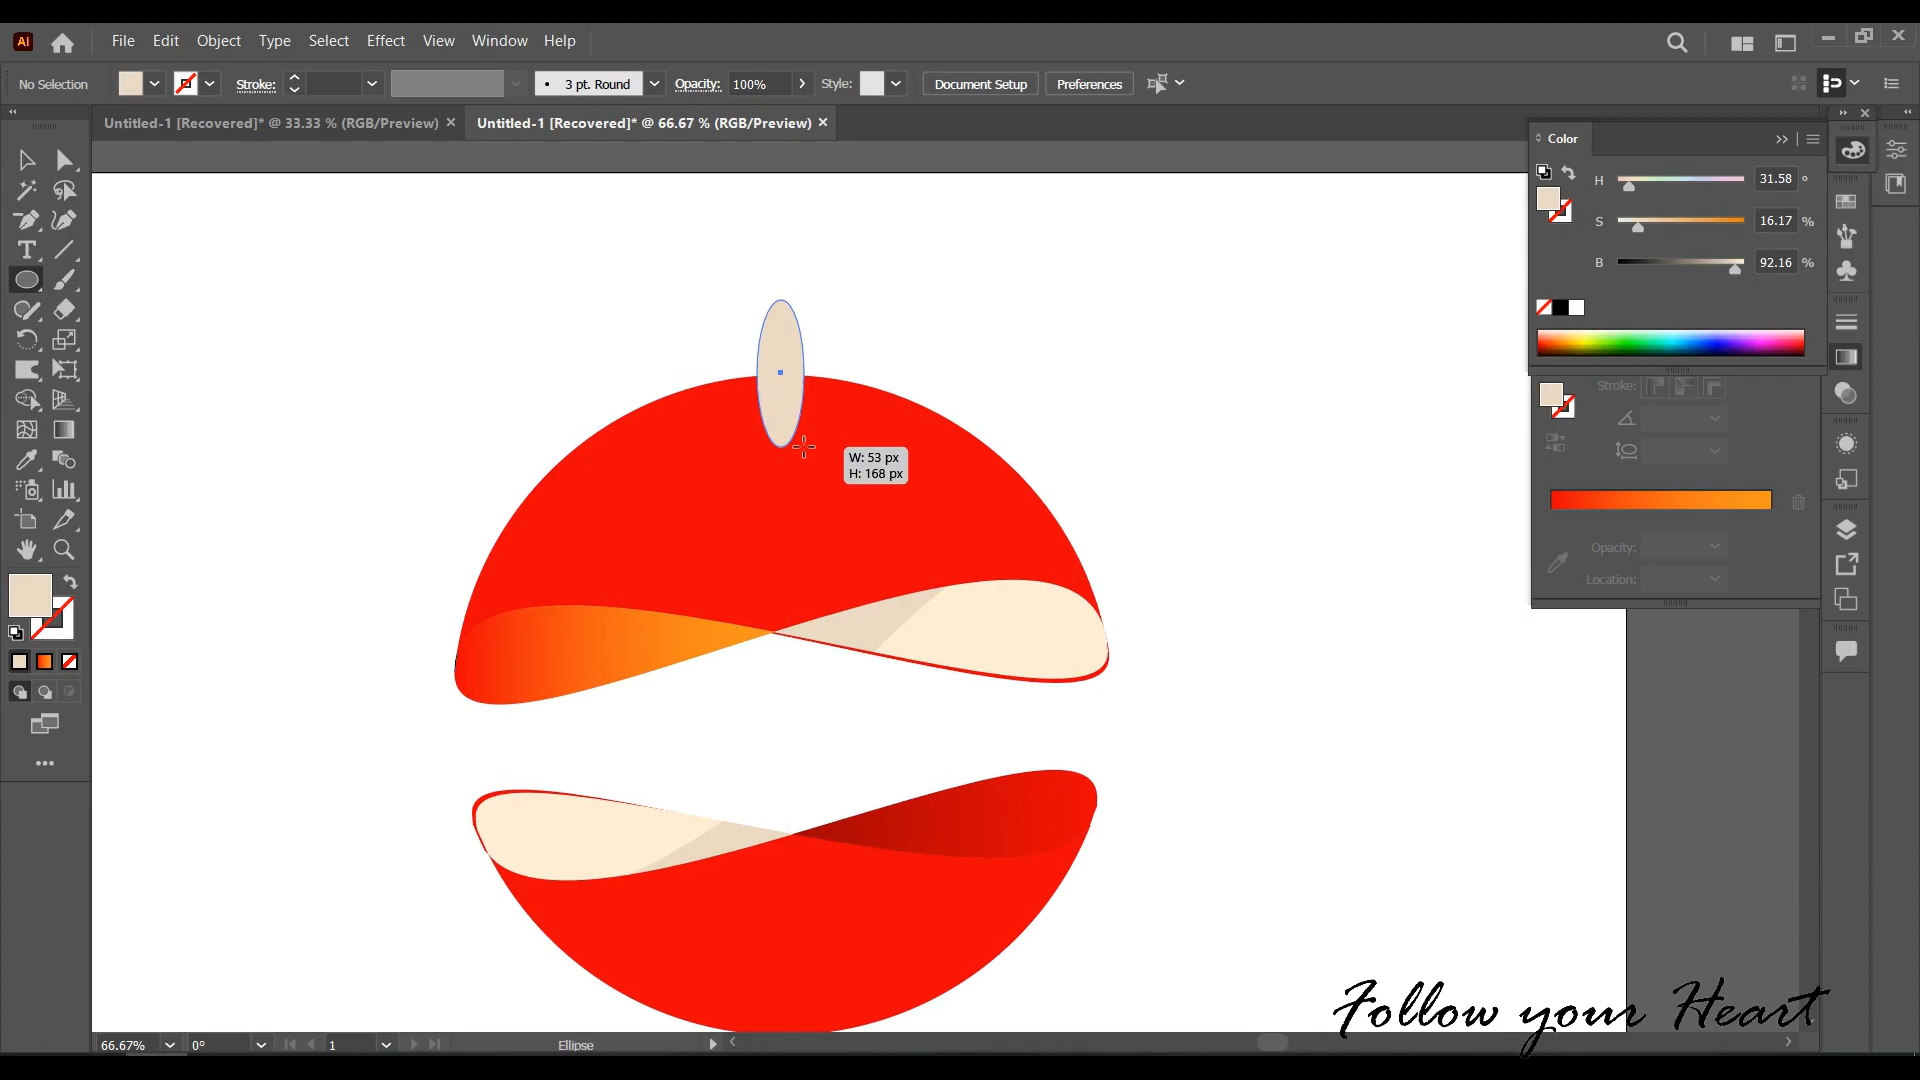 Ai
File Edit Object Type Select Effect View Window Help
No Selection Stroke: 3 pt. Round Opacity: 100% Style: Document Setup Preferences
Untitled-1 [Recovered]* @ 33.33 % (RGB/Preview) Untitled-1 [Recovered]* @ 66.67 % (RGB/Preview)
Color
H 31.58 °
S 16.17 %
B 92.16 %
Stroke:
W: 53 px
H: 168 px
Opacity:
Location:
Follow your Heart
66.67% 0° 1 Ellipse